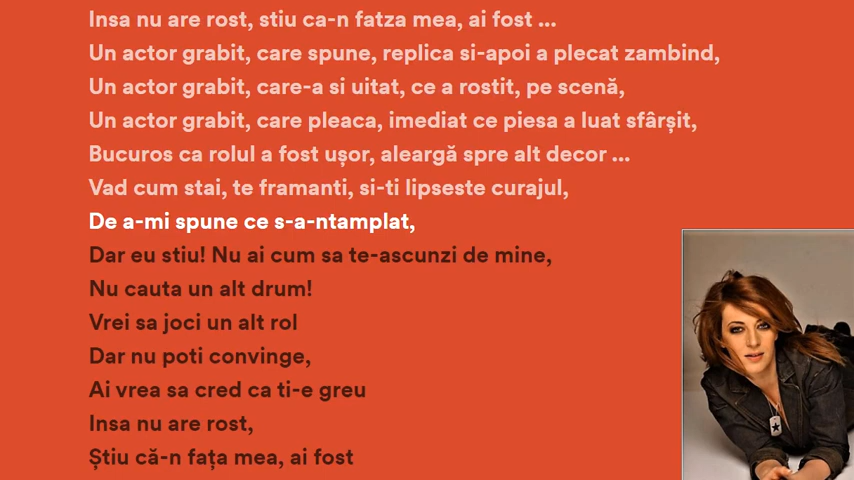 Insa nu are rost, stiu ca-n fatza mea, ai fost ...
Un actor grabit, care spune, replica si-apoi a plecat zambind,
Un actor grabit, care-a si uitat, ce a rostit, pe scenă,
Un actor grabit, care pleaca, imediat ce piesa a luat sfârșit,
Bucuros ca rolul a fost ușor, aleargă spre alt decor ...
Vad cum stai, te framanti, si-ti lipseste curajul,
De a-mi spune ce s-a-ntamplat,
Dar eu stiu! Nu ai cum sa te-ascunzi de mine,
Nu cauta un alt drum!
Vrei sa joci un alt rol
Dar nu poti convinge,
Ai vrea sa cred ca ti-e greu
Insa nu are rost,
Știu că-n fața mea, ai fost